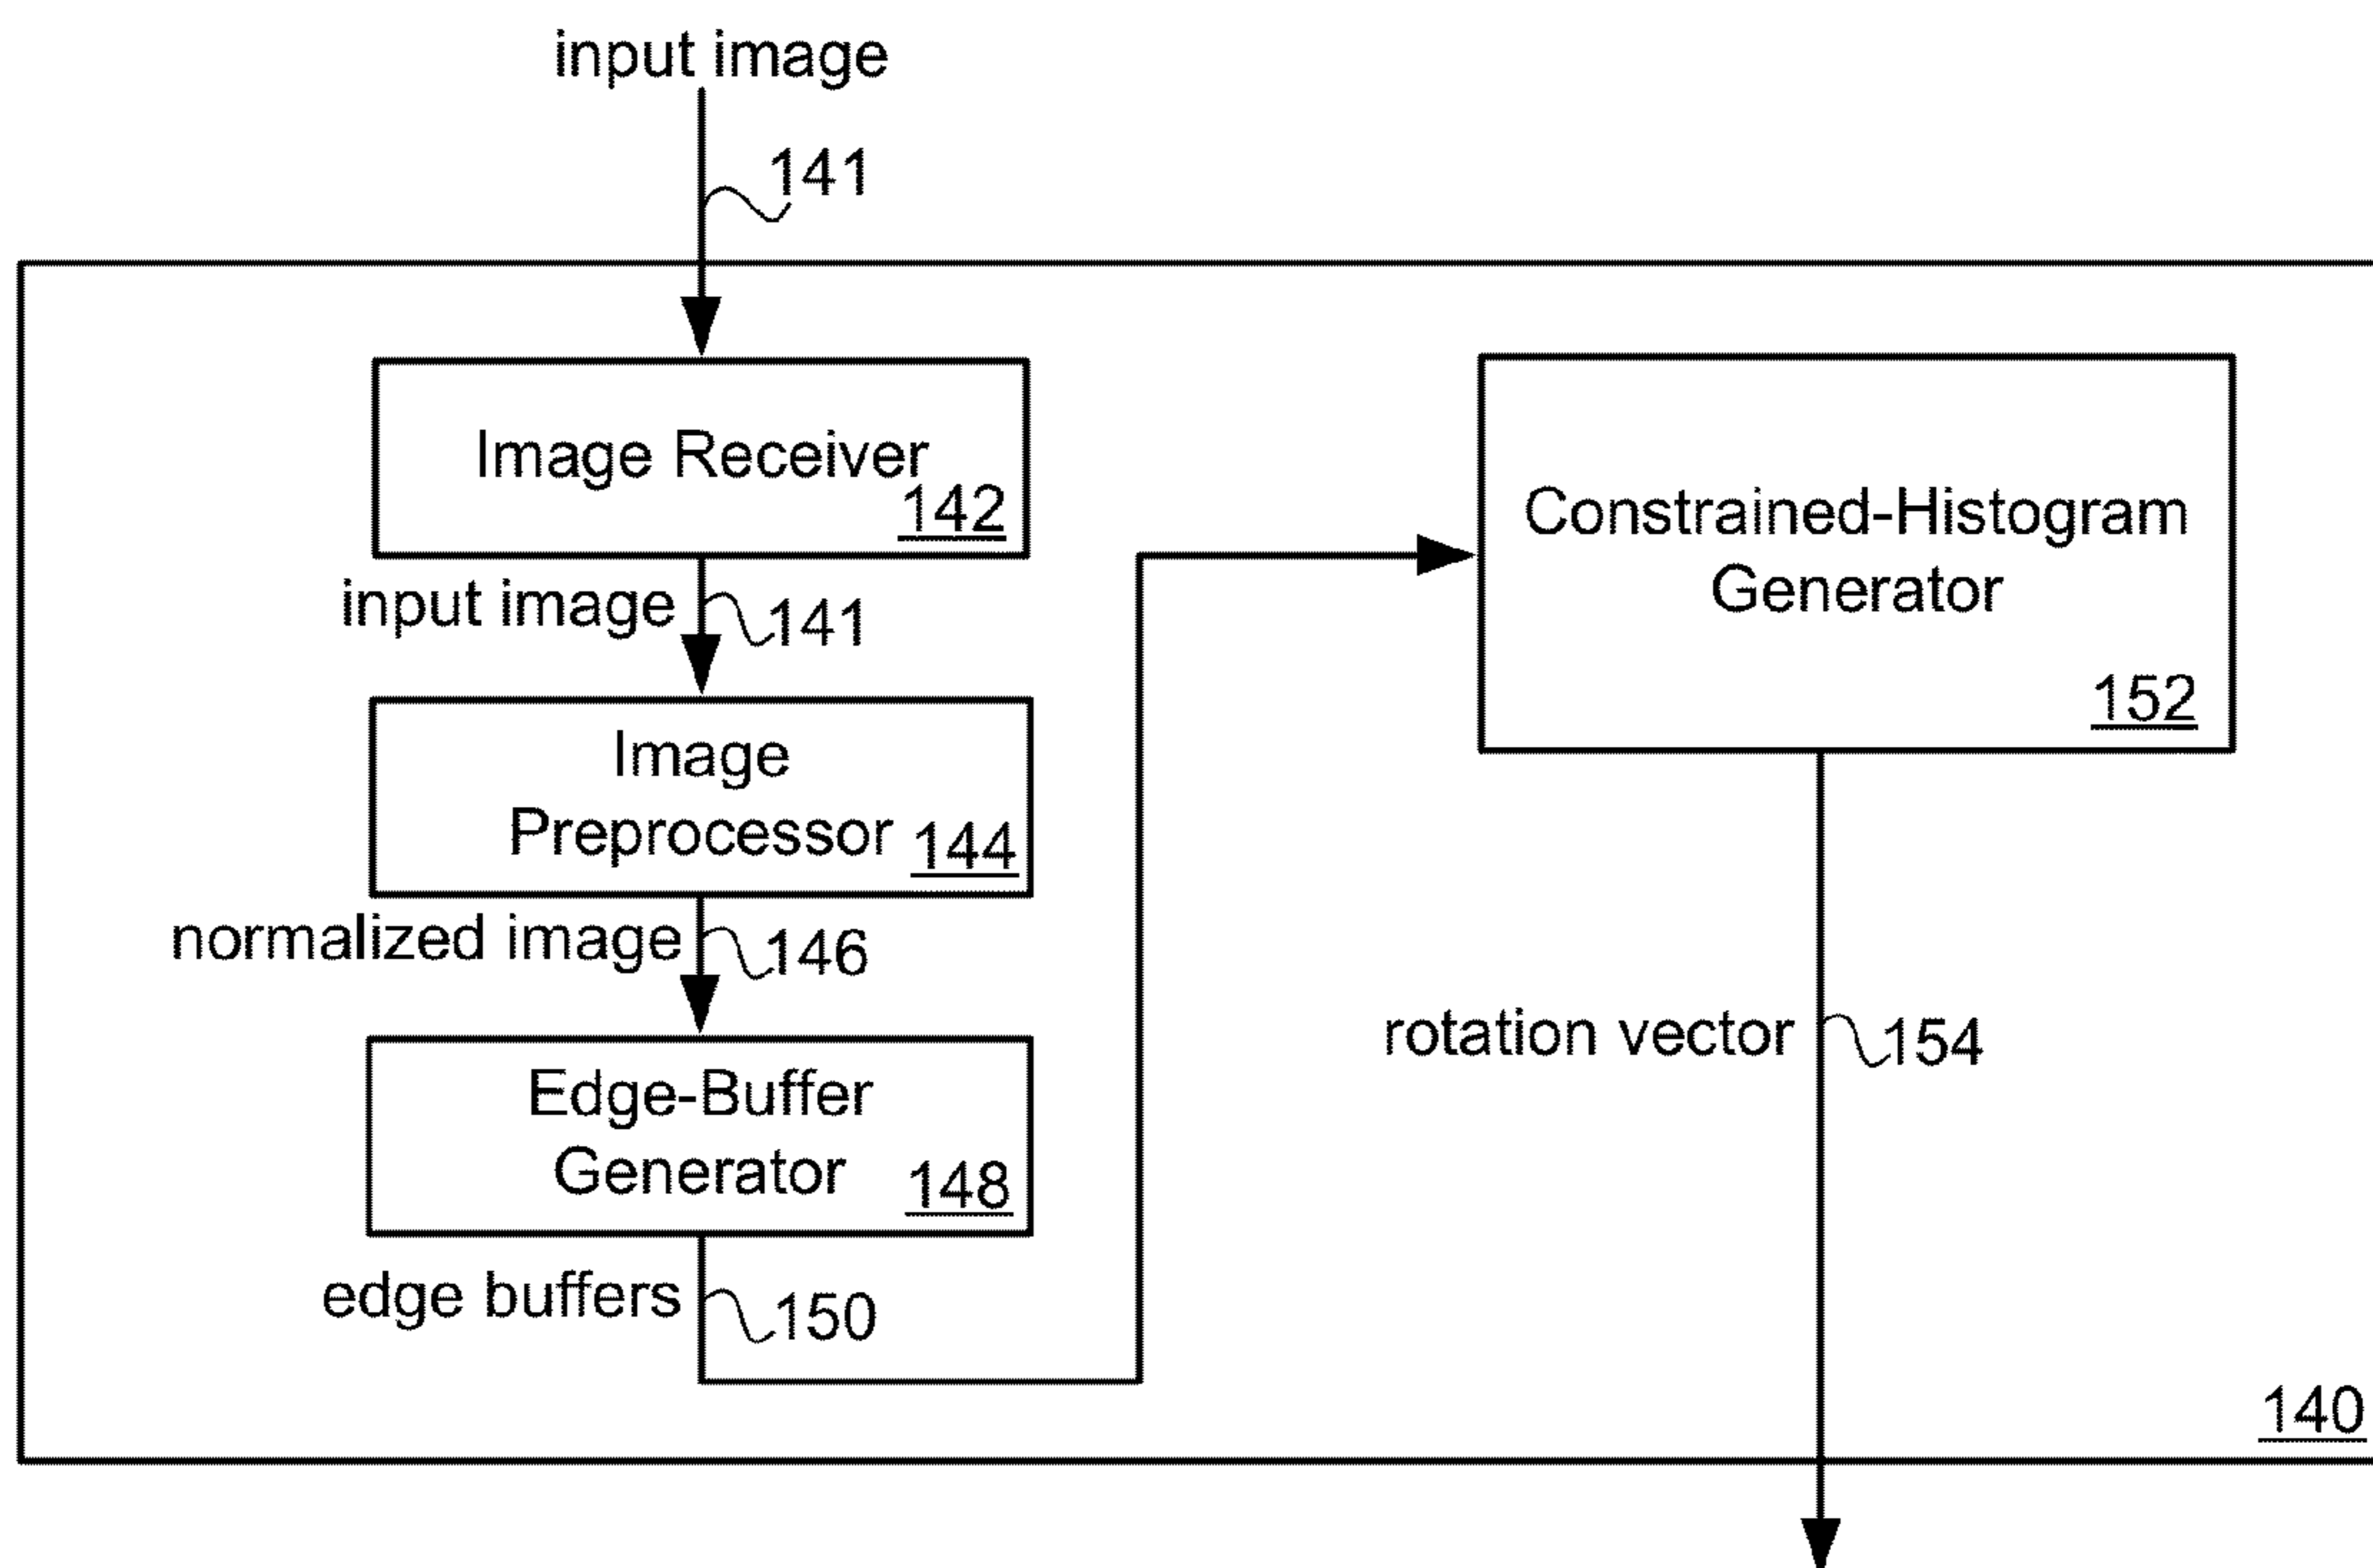 input image
141
Image Receiver
142
input image
141
Image
Preprocessor
144
normalized image
146
Edge-Buffer
Generator
148
edge buffers
150
Constrained-Histogram
Generator
152
rotation vector
154
140